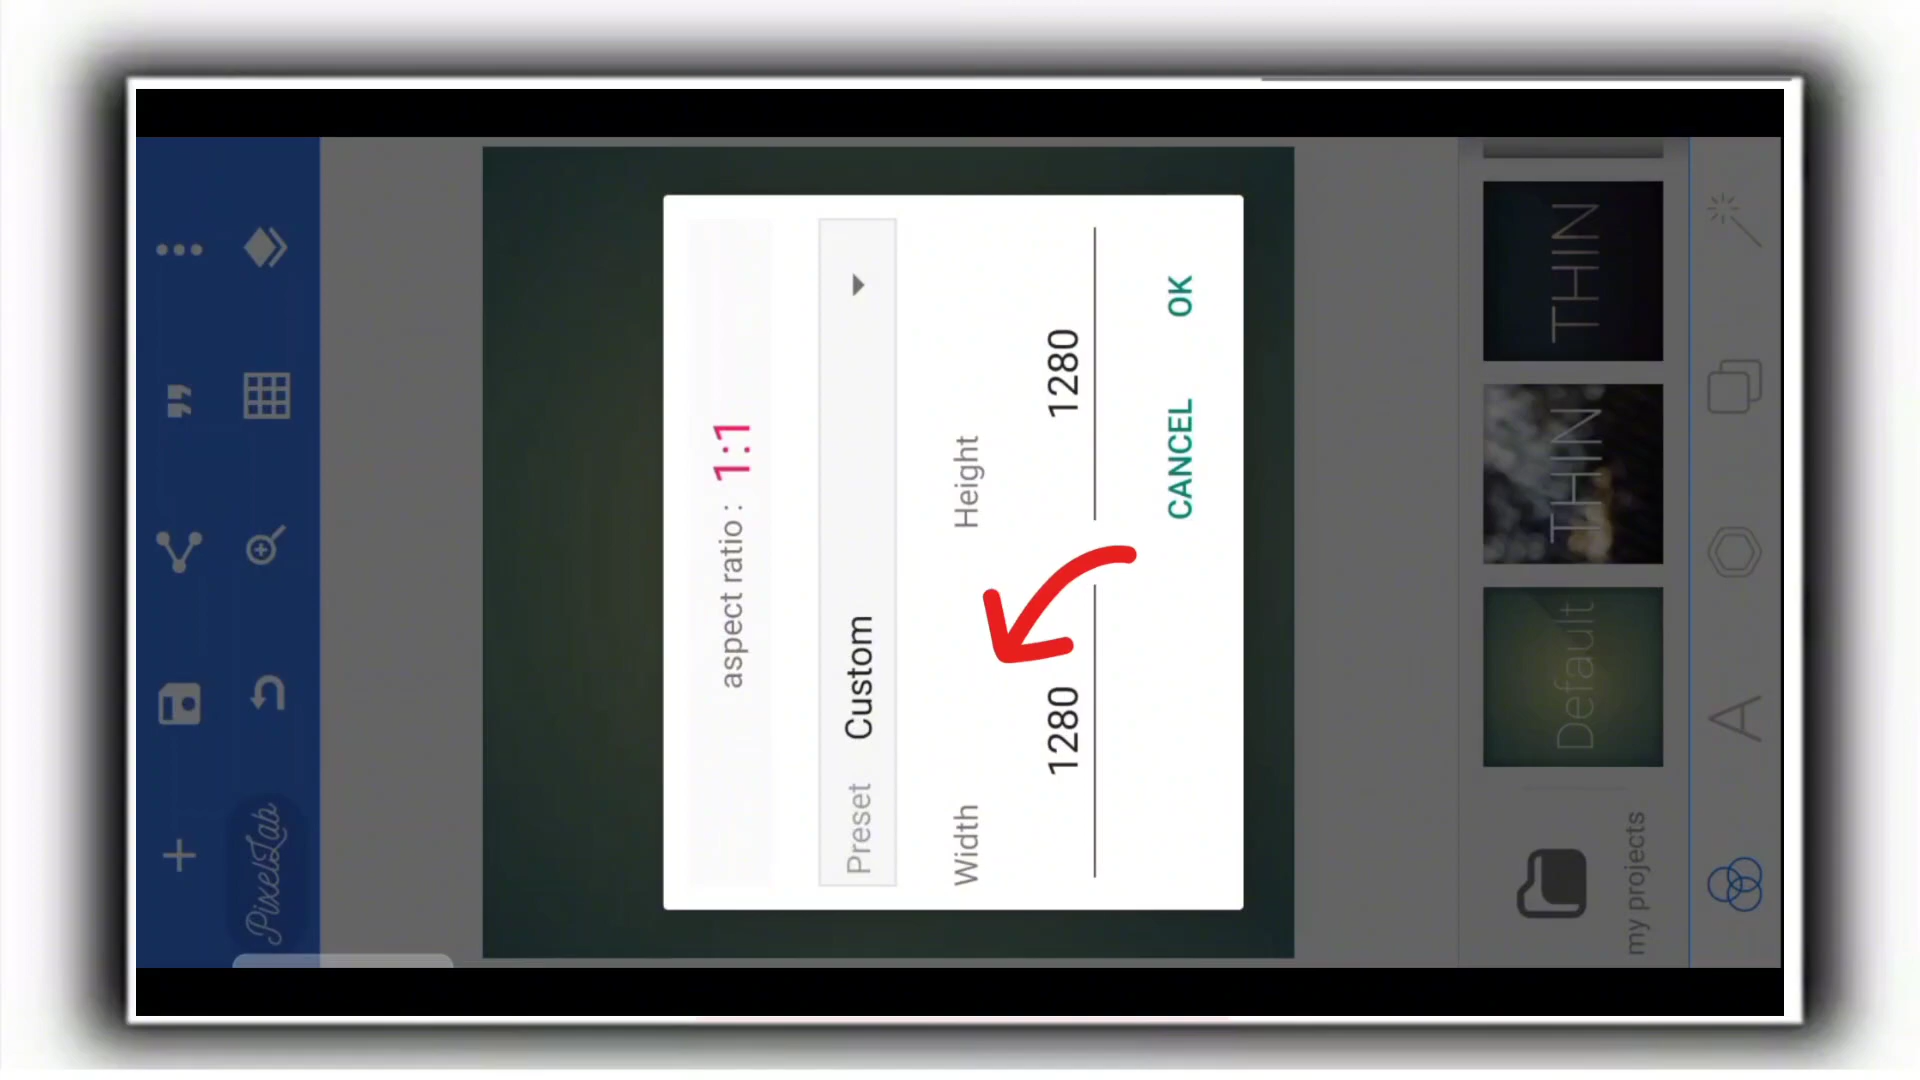 PixelLab
aspect ratio : 1:1
Preset Custom
Width Height
1280 1280
CANCEL OK
Default THIN THIN
my projects